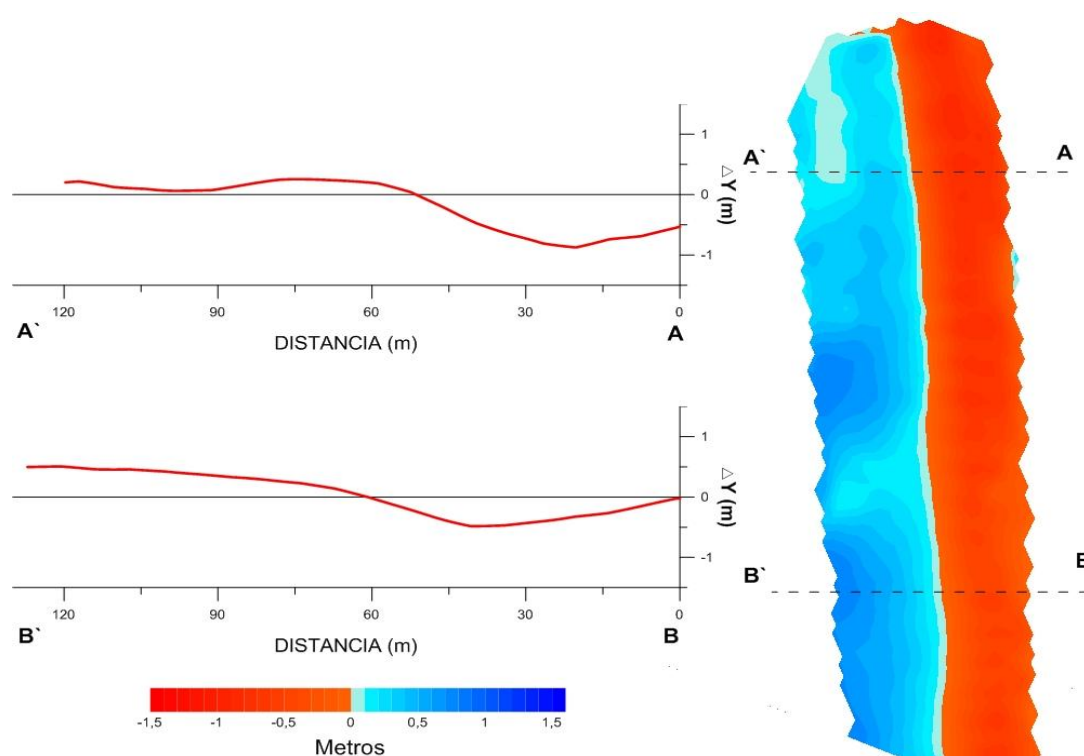 1
0
-1
△Y (m)
120 90 60 30 0
A` A
DISTANCIA (m)
1
0
-1
△Y (m)
120 90 60 30 0
B` B
DISTANCIA (m)
-1,5 -1 -0,5 0 0,5 1 1,5
Metros
A` A
B` B